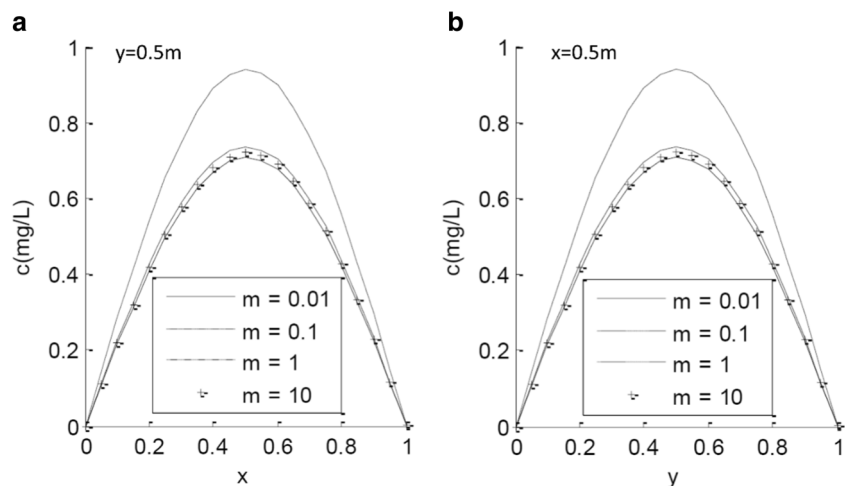 a
y=0.5m
1
0.8
0.6
0.4
0.2
0
c(mg/L)
m = 0.01
m = 0.1
m = 1
m = 10
0 0.2 0.4 0.6 0.8 1
x
b
x=0.5m
1
0.8
0.6
0.4
0.2
0
c(mg/L)
m = 0.01
m = 0.1
m = 1
m = 10
0 0.2 0.4 0.6 0.8 1
y